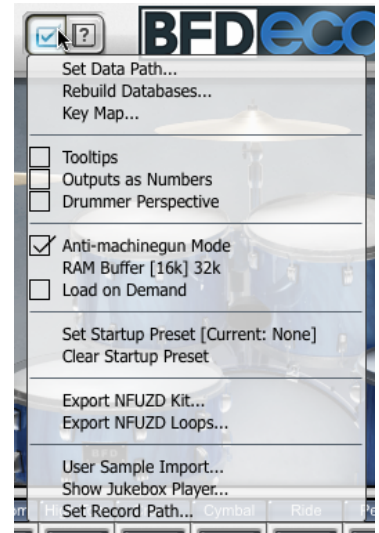 ?
BFDeco
Set Data Path...
Rebuild Databases...
Key Map...
Tooltips
Outputs as Numbers
Drummer Perspective
Anti-machinegun Mode
RAM Buffer [16k] 32k
Load on Demand
Set Startup Preset [Current: None]
Clear Startup Preset
Export NFUZD Kit...
Export NFUZD Loops...
User Sample Import...
Show Jukebox Player...
Set Record Path...
Cymbal Ride